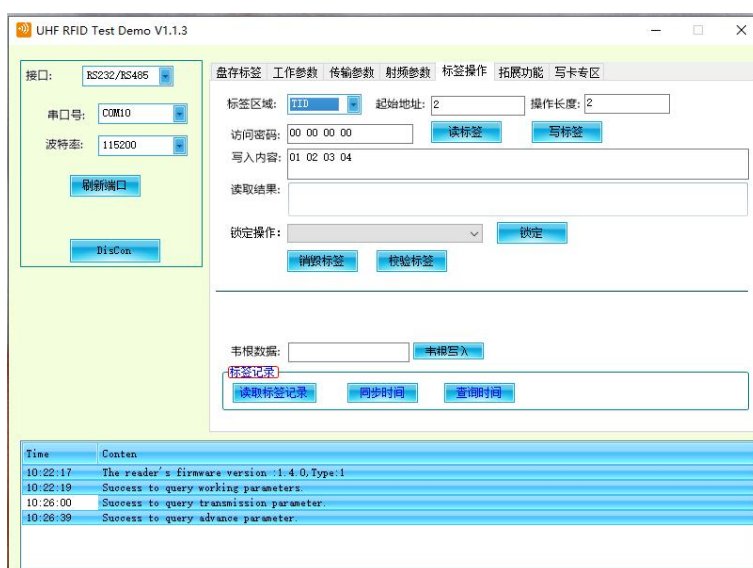 UHF RFID Test Demo V1.1.3
接口: RS232/RS485
串口号: COM10
波特率: 115200
刷新端口
DisCon
盘存标签 工作参数 传输参数 射频参数 标签操作 拓展功能 写卡专区
标签区域: TID 起始地址: 2 操作长度: 2
访问密码: 00 00 00 00 读标签 写标签
写入内容: 01 02 03 04
读取结果:
锁定操作: 锁定
销毁标签 校验标签
韦根数据: 韦根写入
标签记录
读取标签记录 同步时间 查询时间
Time Conten
10:22:17 The reader's firmware version :1.4.0,Type:1
10:22:19 Success to query working parameters.
10:26:00 Success to query transmission parameter.
10:26:39 Success to query advance parameter.